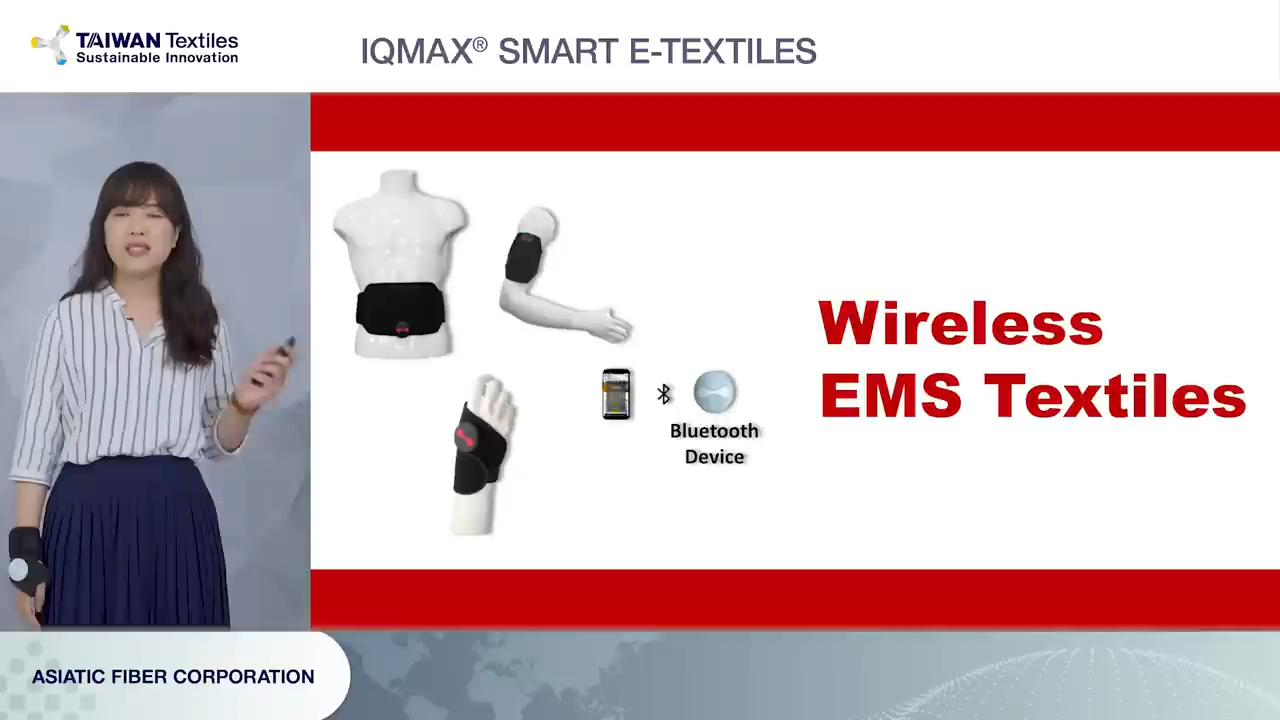 TAIWAN Textiles
Sustainable Innovation
IQMAX® SMART E-TEXTILES
Wireless
EMS Textiles
Bluetooth
Device
ASIATIC FIBER CORPORATION